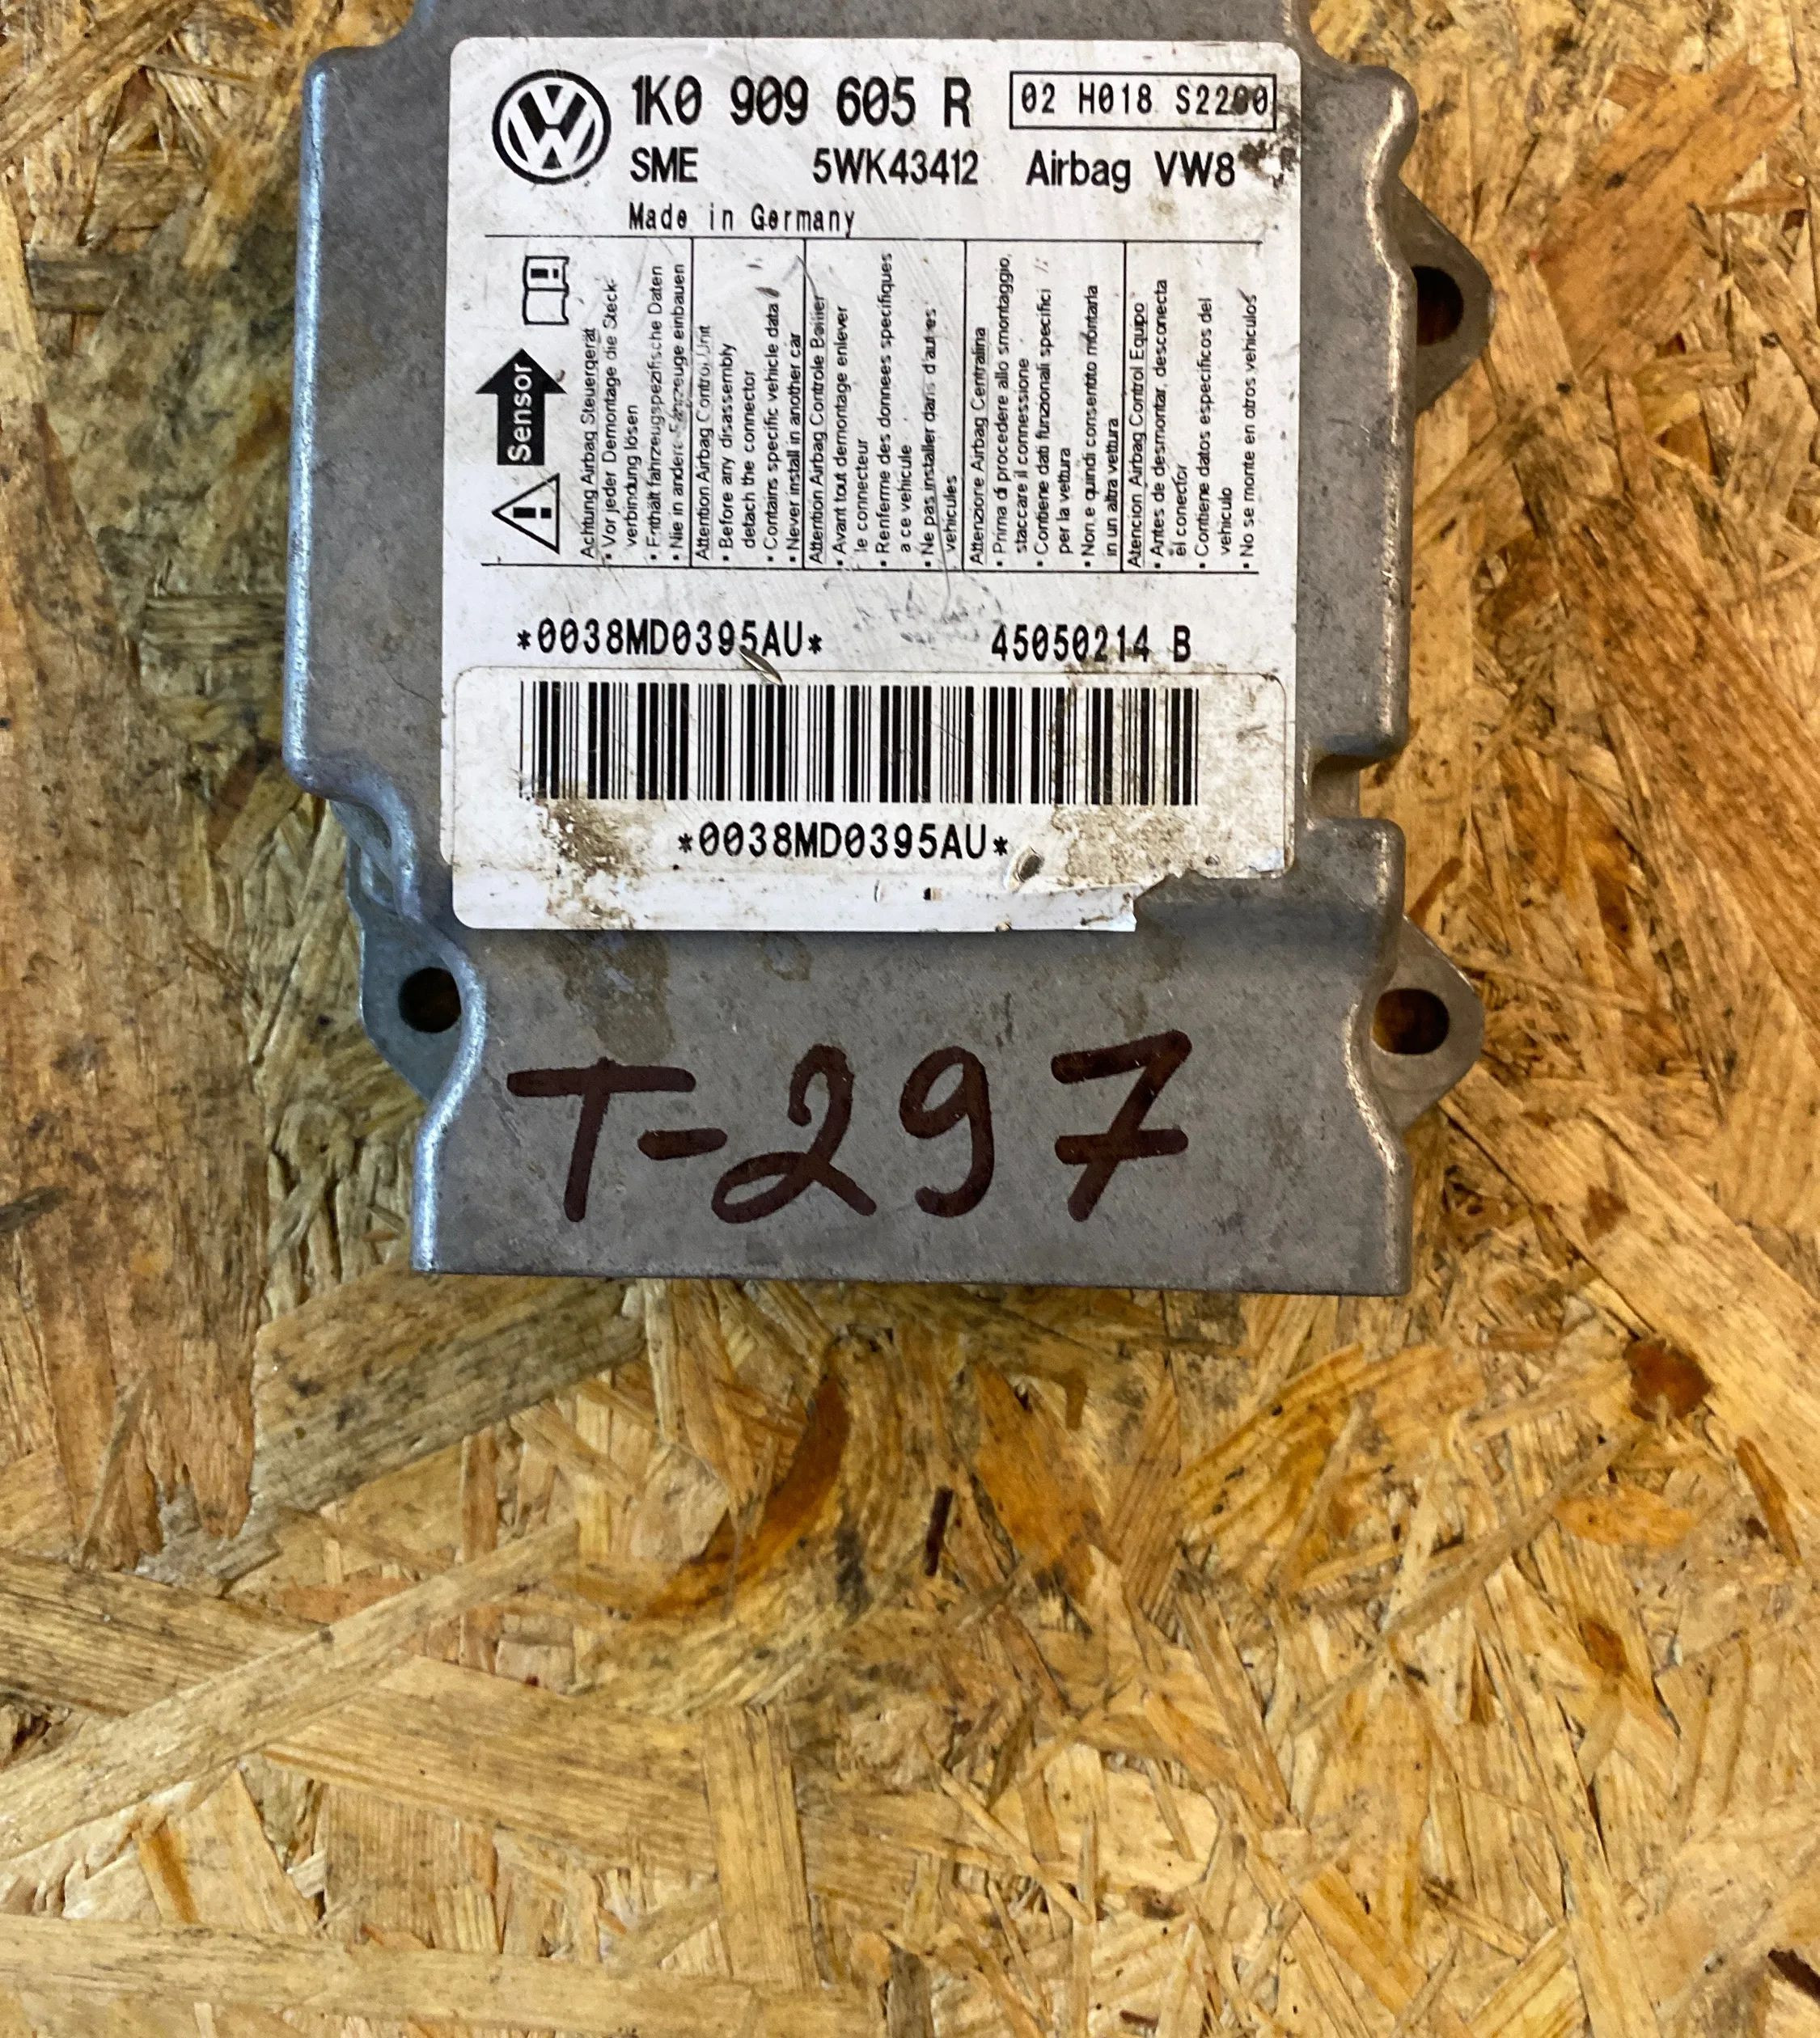 1K0 909 605 R 02 H018 S2200
SME 5WK43412 Airbag VW8
Made in Germany
Sensor
Achtung Airbag Steuergerät
• Vor jeder Demontage die Steck-
verbindung lösen
• Enthält fahrzeugspezifische Daten
• Nie in andere Fahrzeuge einbauen
Attention Airbag Control Unit
• Before any disassembly
detach the connector
• Contains specific vehicle data
• Never install in another car
Attention Airbag Controle Boitier
• Avant tout demontage enlever
le connecteur
• Renferme des donnees specifiques
a ce vehicule
• Ne pas installer dans d'autres
vehicules
Attenzione Airbag Centralina
• Prima di procedere allo smontaggio,
staccare il connessione
• Contiene dati funzionali specifici
per la vettura
• Non e quindi consentito montarla
in un altra vettura
Atencion Airbag Control Equipo
• Antes de desmontar, desconecta
el conector
• Contiene datos especificos del
vehiculo
• No se monte en otros vehiculos
*0038MD0395AU* 45050214 B
*0038MD0395AU*
T-297